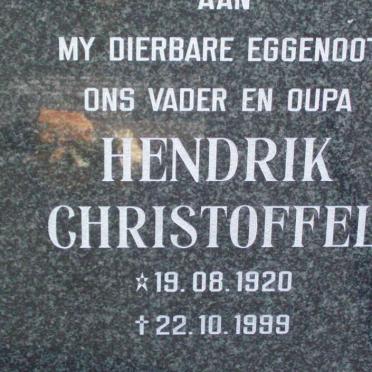 AAN
MY DIERBARE EGGENOOT
ONS VADER EN OUPA
HENDRIK
CHRISTOFFEL
☆ 19.08.1920
† 22.10.1999